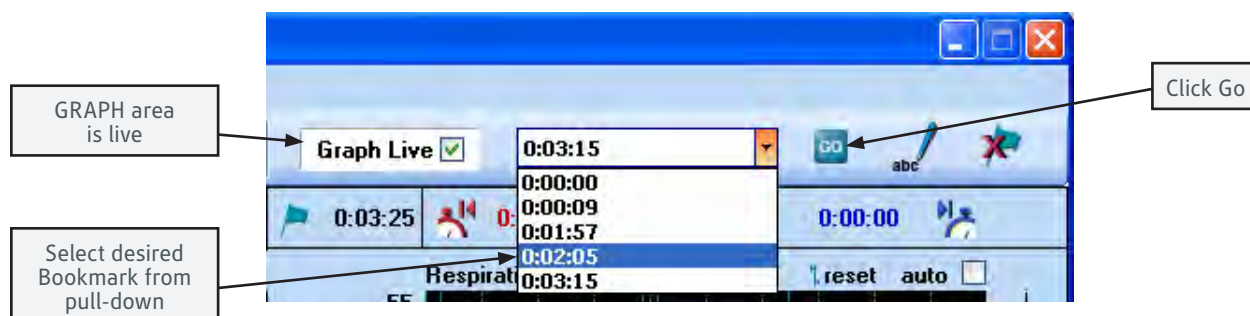 GRAPH area
is live
Click Go
Graph Live
0:03:15
GO
abc
0:00:00
0:00:09
0:01:57
0:02:05
0:03:15
0:03:25
0:
0:00:00
Select desired
Bookmark from
pull-down
reset auto